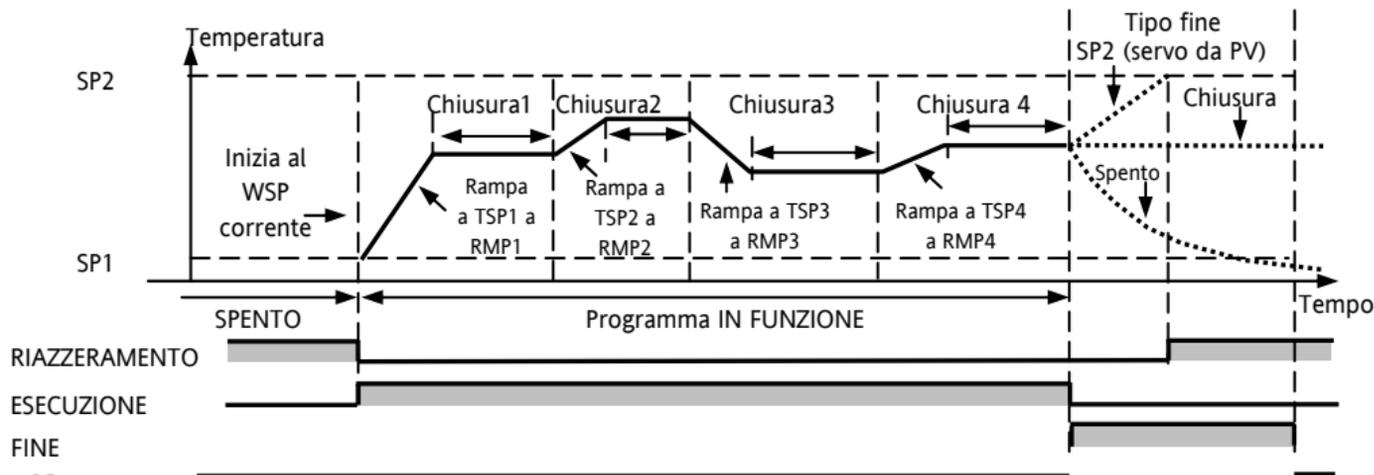 Temperatura
Tipo fine
SP2 (servo da PV)
SP2
Chiusura1
Chiusura2
Chiusura3
Chiusura 4
Chiusura
Inizia al
WSP
corrente
Rampa
a TSP1 a
RMP1
Rampa a
TSP2 a
RMP2
Rampa a TSP3
a RMP3
Rampa a TSP4
a RMP4
Spento
SP1
Tempo
SPENTO
Programma IN FUNZIONE
RIAZZERAMENTO
ESECUZIONE
FINE